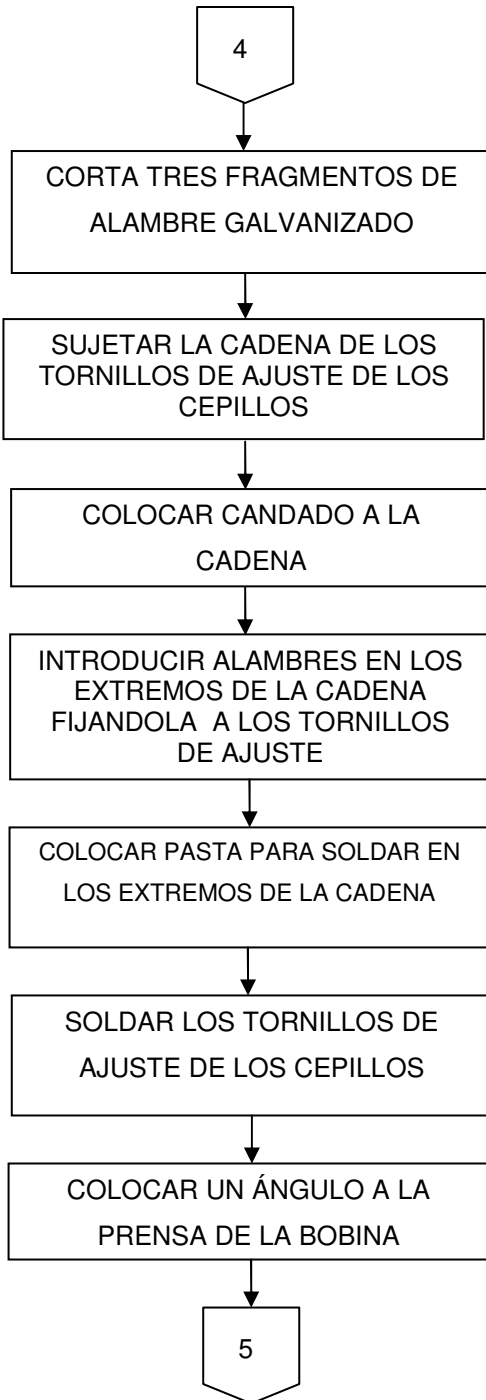 4
CORTA TRES FRAGMENTOS DE
ALAMBRE GALVANIZADO
SUJETAR LA CADENA DE LOS
TORNILLOS DE AJUSTE DE LOS
CEPILLOS
COLOCAR CANDADO A LA
CADENA
INTRODUCIR ALAMBRES EN LOS
EXTREMOS DE LA CADENA
FIJANDOLA A LOS TORNILLOS
DE AJUSTE
COLOCAR PASTA PARA SOLDAR EN
LOS EXTREMOS DE LA CADENA
SOLDAR LOS TORNILLOS DE
AJUSTE DE LOS CEPILLOS
COLOCAR UN ÁNGULO A LA
PRENSA DE LA BOBINA
5